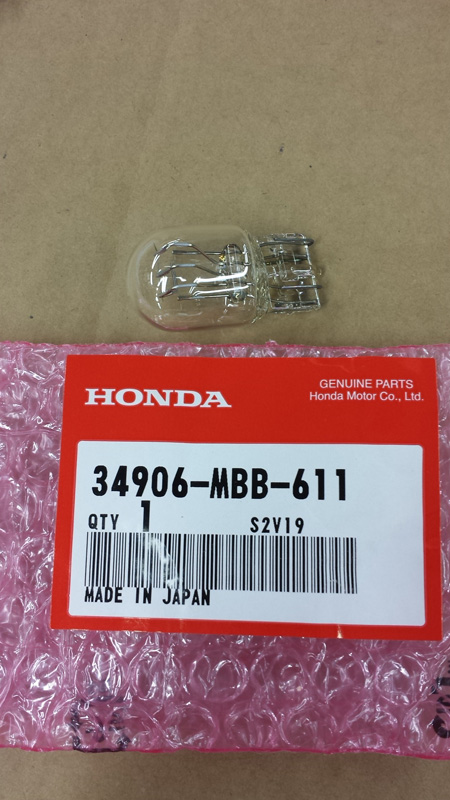 HONDA
GENUINE PARTS
Honda Motor Co., Ltd.
34906-MBB-611
QTY 1 S2V19
MADE IN JAPAN